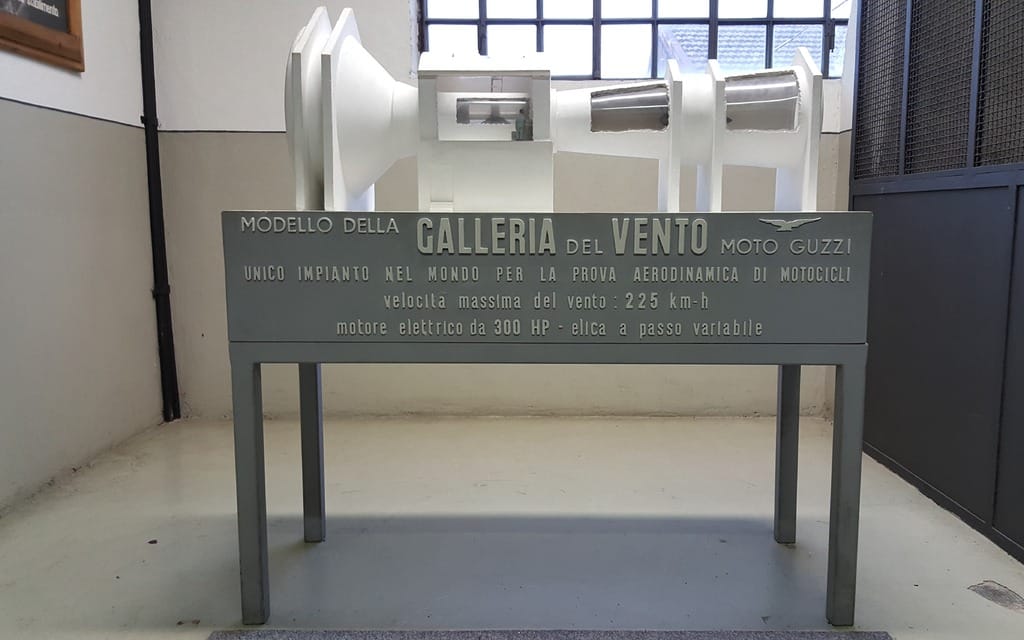 MODELLO DELLA GALLERIA DEL VENTO MOTO GUZZI
UNICO IMPIANTO NEL MONDO PER LA PROVA AERODINAMICA DI MOTOCICLI
velocità massima del vento : 225 km-h
motore elettrico da 300 HP - elica a passo variabile